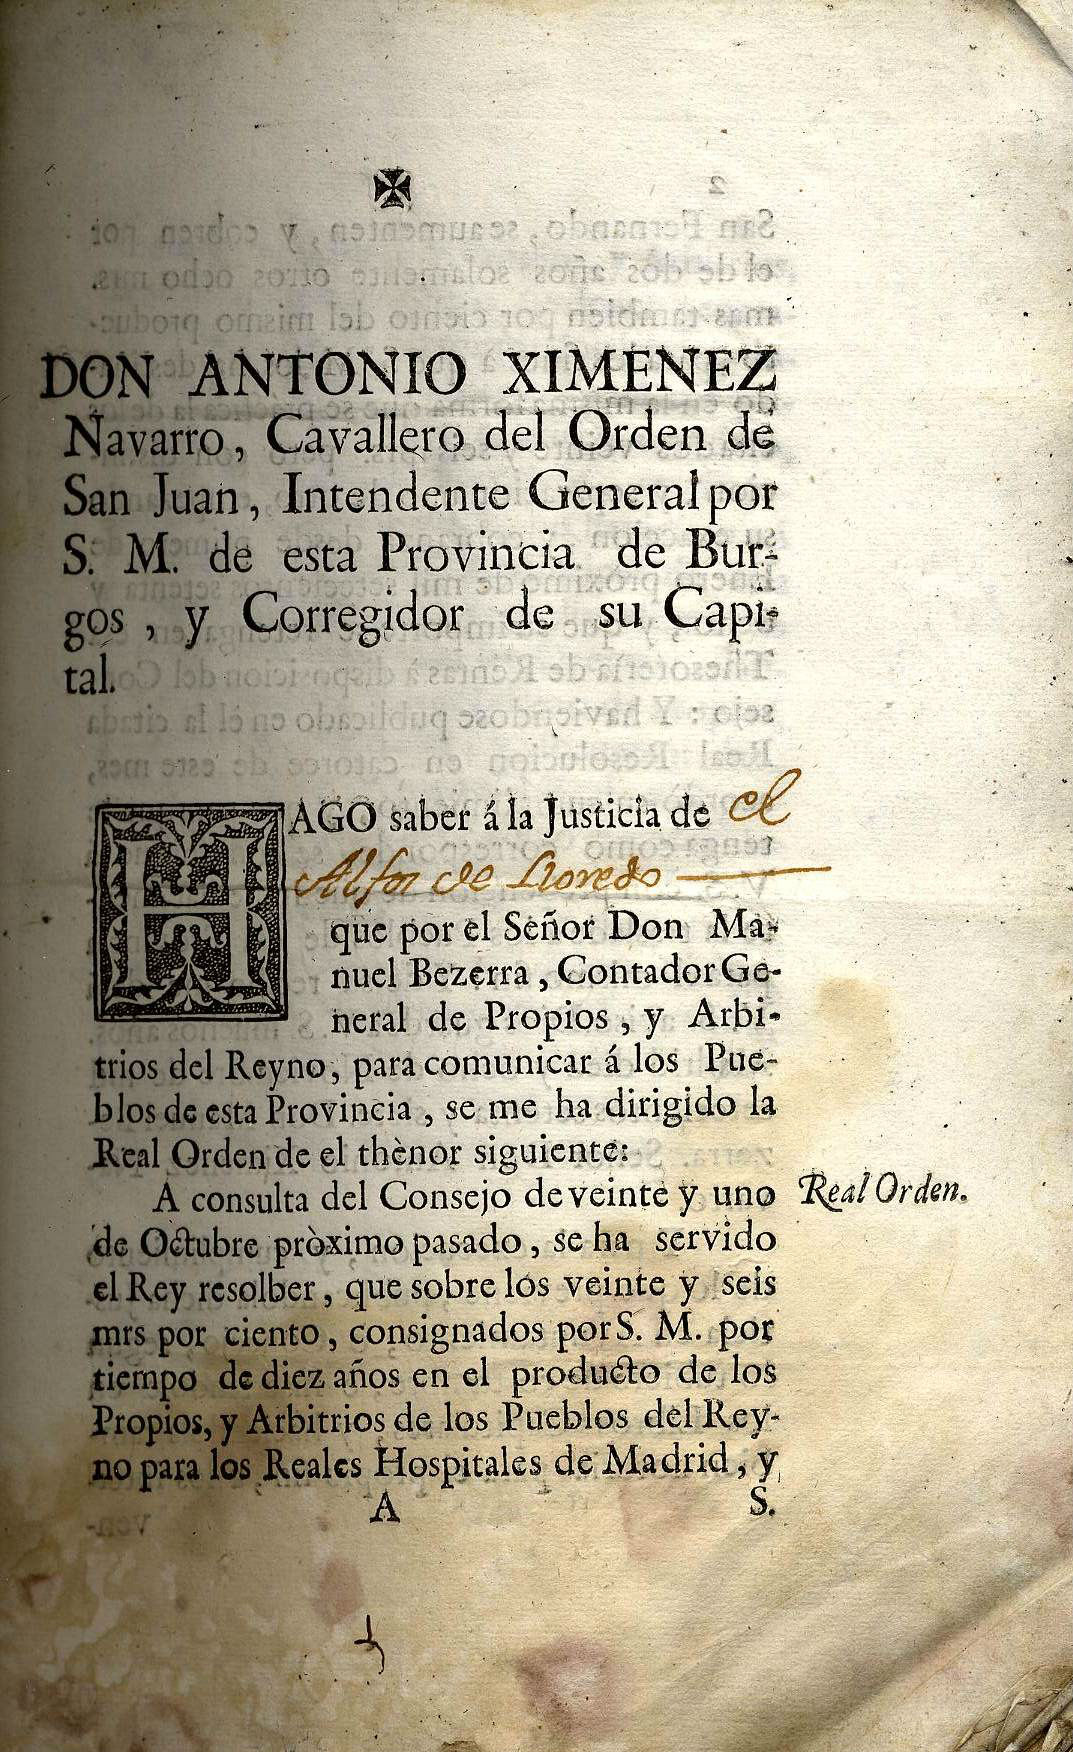 DON ANTONIO XIMENEZ
Navarro, Cavallero del Orden de
San Juan, Intendente General por
S. M. de esta Provincia de Bur-
gos, y Corregidor de su Capi-
tal.
HAGO saber á la Justicia de el
Alfoz de Lloredo
que por el Señor Don Ma-
nuel Bezerra, Contador Ge-
neral de Propios, y Arbi-
trios del Reyno, para comunicar á los Pue-
blos de esta Provincia, se me ha dirigido la
Real Orden de el thènor siguiente:
A consulta del Consejo de veinte y uno
Real Orden.
de Octubre pròximo pasado, se ha servido
el Rey resolber, que sobre los veinte y seis
mrs por ciento, consignados por S. M. por
tiempo de diez años en el producto de los
Propios, y Arbitrios de los Pueblos del Rey-
no para los Reales Hospitales de Madrid, y
A S.